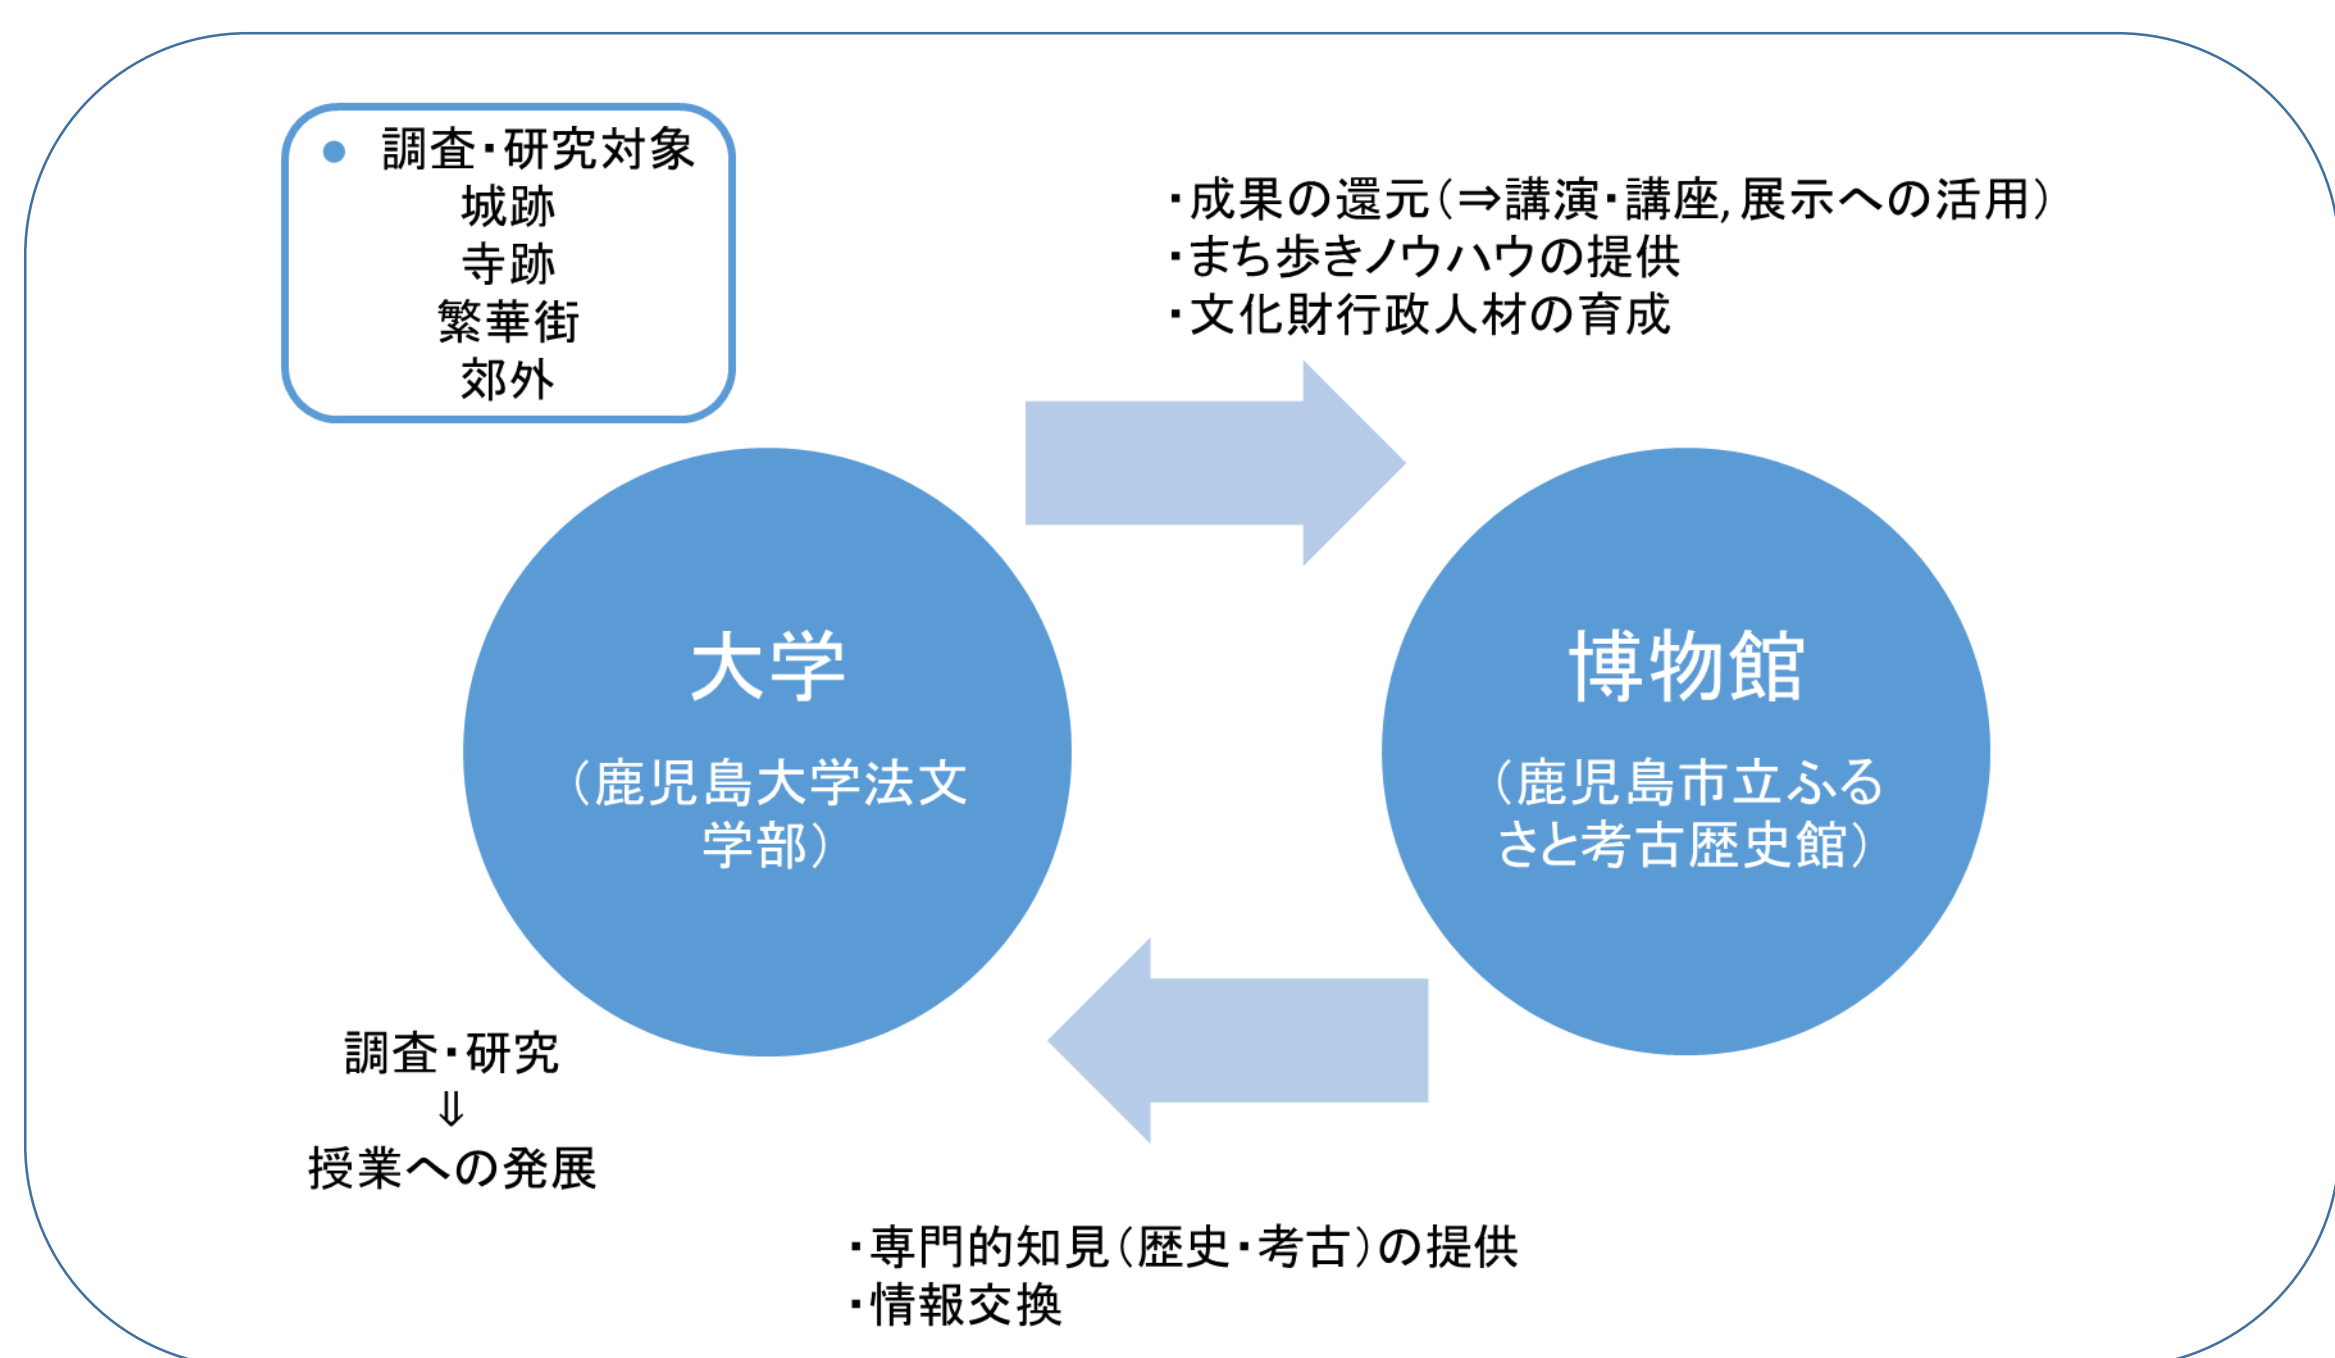 ● 調査・研究対象
城跡
寺跡
繁華街
郊外
・成果の還元(⇒講演・講座,展示への活用)
・まち歩きノウハウの提供
・文化財行政人材の育成
大学
(鹿児島大学法文
学部)
博物館
(鹿児島市立ふる
さと考古歴史館)
調査・研究
⇓
授業への発展
・専門的知見(歴史・考古)の提供
・情報交換